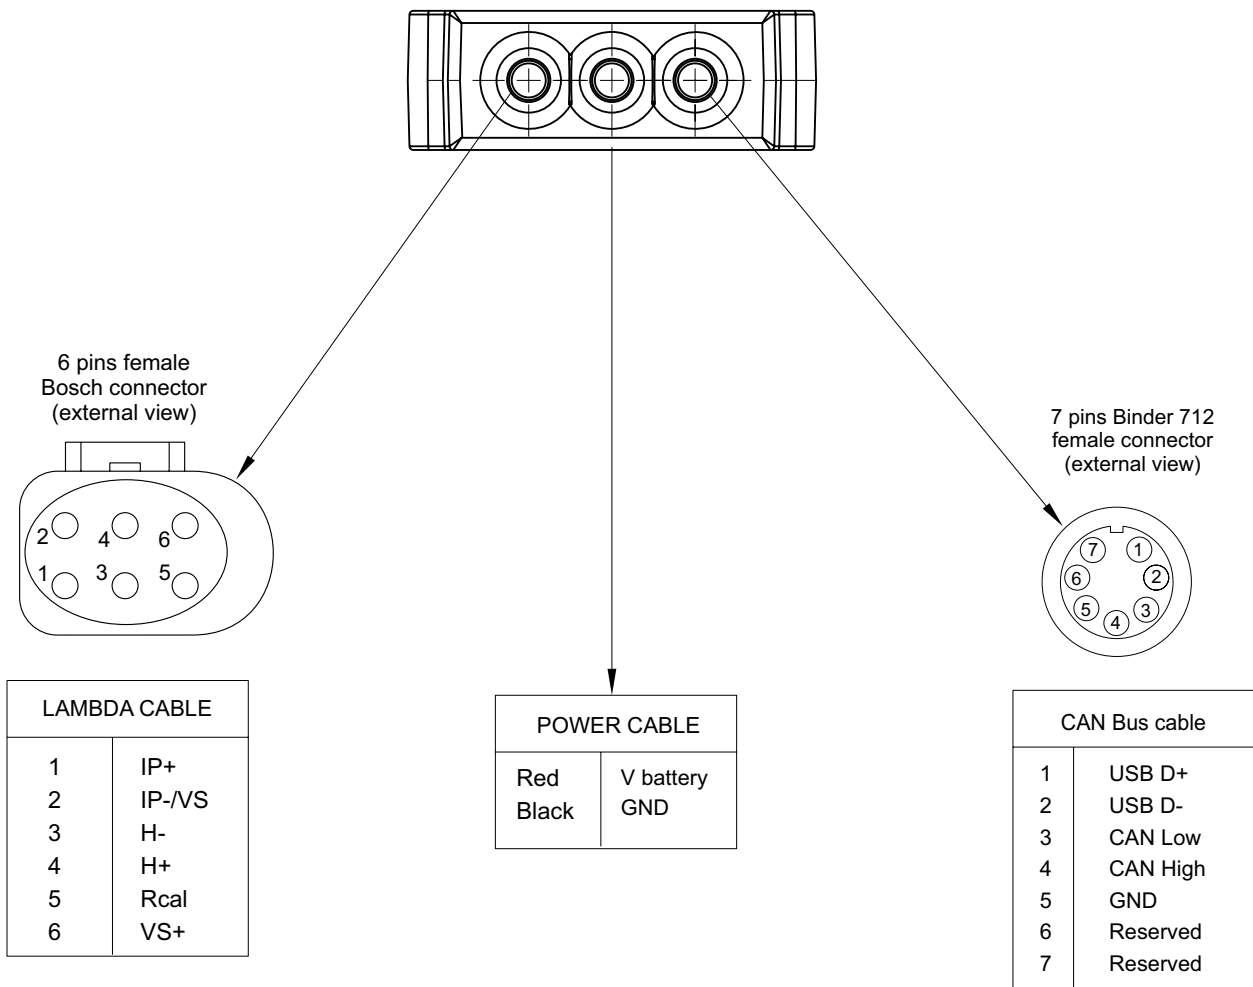 6 pins female
Bosch connector
(external view)
2 4 6
1 3 5
LAMBDA CABLE
1 IP+
2 IP-/VS
3 H-
4 H+
5 Rcal
6 VS+
POWER CABLE
Red V battery
Black GND
7 pins Binder 712
female connector
(external view)
7 1
6 2
5 3
4
CAN Bus cable
1 USB D+
2 USB D-
3 CAN Low
4 CAN High
5 GND
6 Reserved
7 Reserved